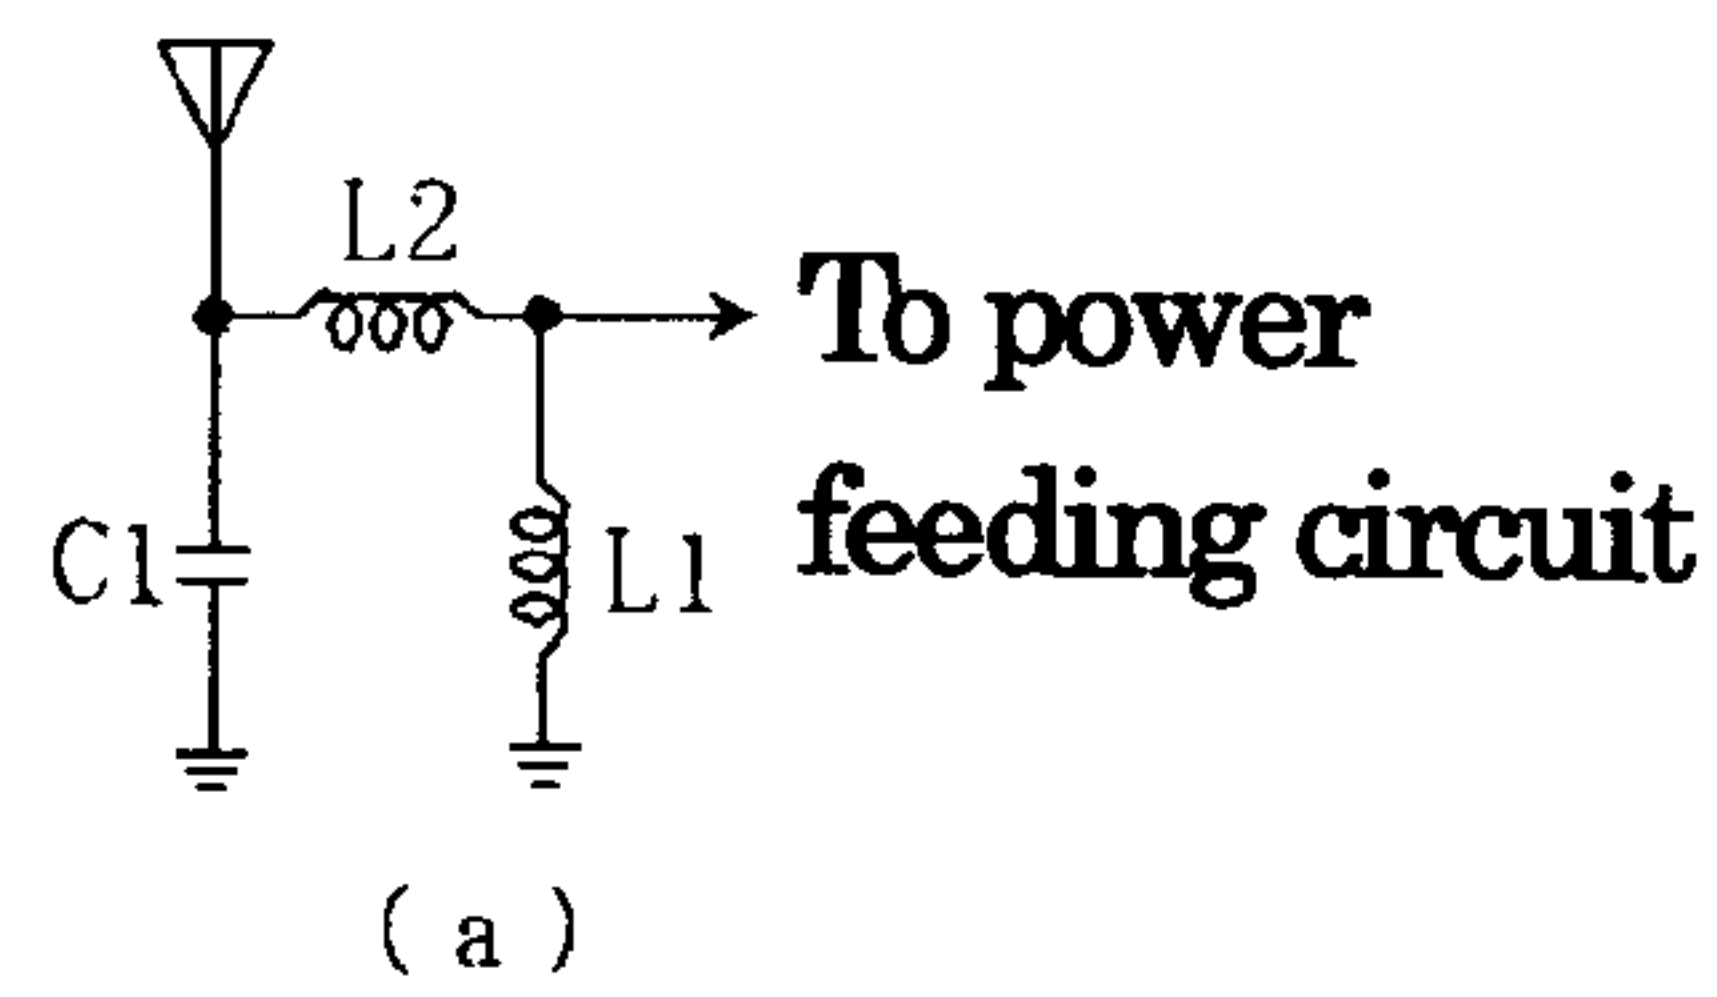 L2
To power
feeding circuit
C1
L1
( a )